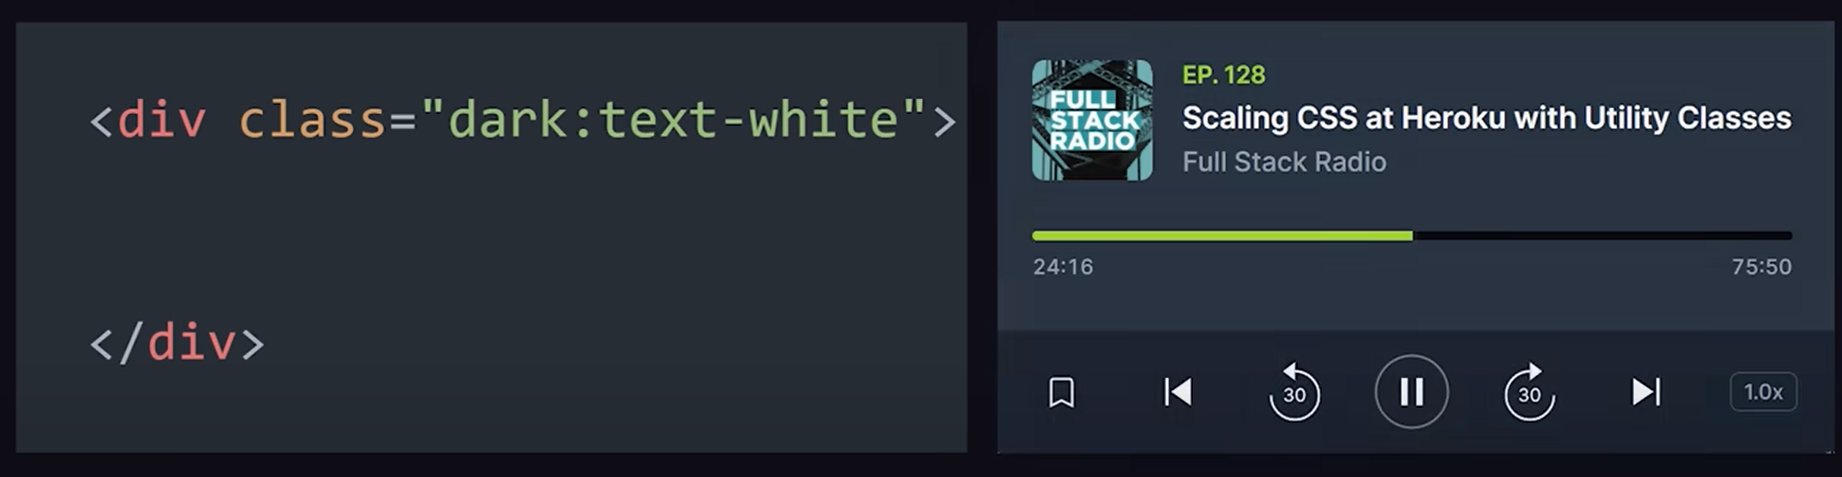 <div class="dark:text-white">
</div>
FULL
STACK
RADIO
EP. 128
Scaling CSS at Heroku with Utility Classes
Full Stack Radio
24:16 75:50
30 30 1.0x